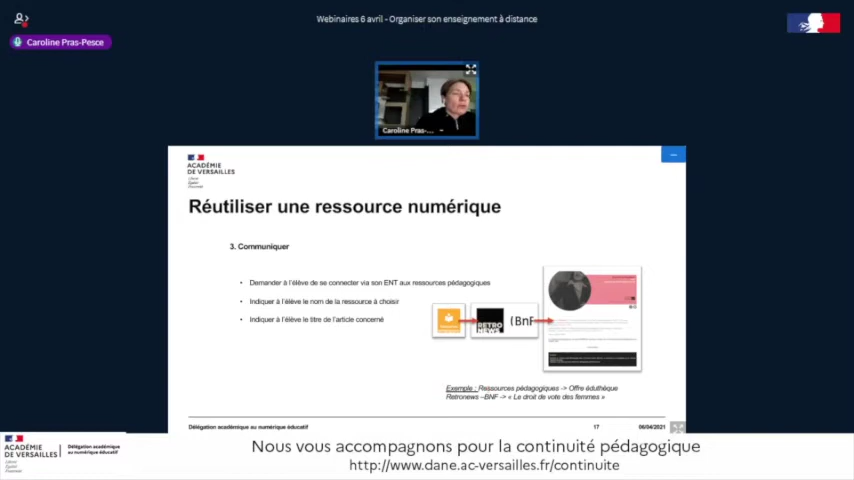 Webinaires 6 avril - Organiser son enseignement à distance
Caroline Pras-Pesce
Caroline Pras-...
ACADÉMIE
DE VERSAILLES
Réutiliser une ressource numérique
3. Communiquer
• Demander à l'élève de se connecter via son ENT aux ressources pédagogiques
• Indiquer à l'élève le nom de la ressource à choisir
• Indiquer à l'élève le titre de l'article concerné
RETRO
NEWS
(BnF
Exemple : Ressources pédagogiques -> Offre éduthèque
Retronews –BNF -> « Le droit de vote des femmes »
Délégation académique au numérique éducatif
17
06/04/2021
ACADÉMIE
DE VERSAILLES
Délégation académique
au numérique éducatif
Nous vous accompagnons pour la continuité pédagogique
http://www.dane.ac-versailles.fr/continuite